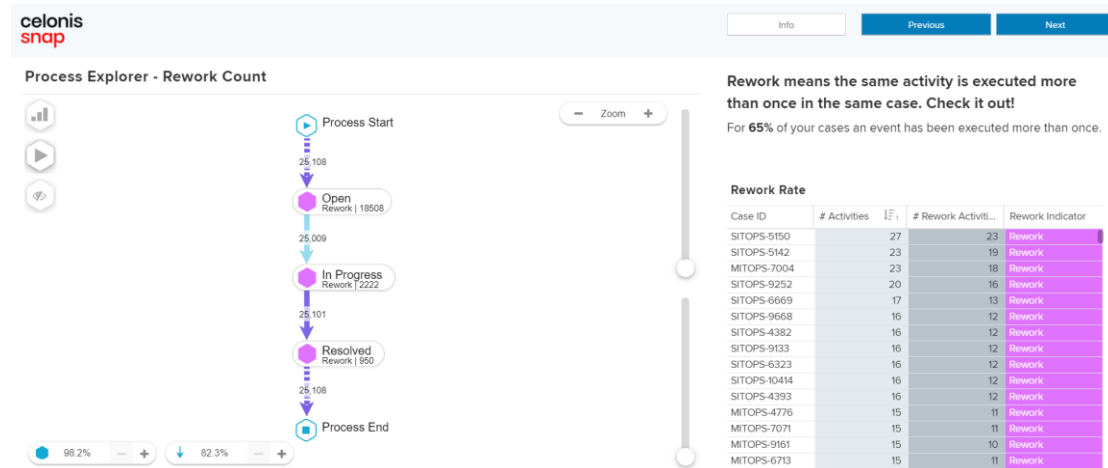 celonis
snap
Info
Previous
Next
Process Explorer - Rework Count
Zoom
Process Start
25,108
Open
Rework | 18508
25,009
In Progress
Rework | 2222
25,101
Resolved
Rework | 950
25,108
Process End
98.2%
82.3%
Rework means the same activity is executed more
than once in the same case. Check it out!
For 65% of your cases an event has been executed more than once.
Rework Rate
Case ID # Activities 1 # Rework Activiti... Rework Indicator
SITOPS-5150 27 23 Rework
SITOPS-5142 23 19 Rework
MITOPS-7004 23 18 Rework
SITOPS-9252 20 16 Rework
SITOPS-6669 17 13 Rework
SITOPS-9668 16 12 Rework
SITOPS-4382 16 12 Rework
SITOPS-9133 16 12 Rework
SITOPS-6323 16 12 Rework
SITOPS-10414 16 12 Rework
SITOPS-4393 16 12 Rework
MITOPS-4776 15 11 Rework
MITOPS-7071 15 11 Rework
MITOPS-9161 15 10 Rework
MITOPS-6713 15 11 Rework